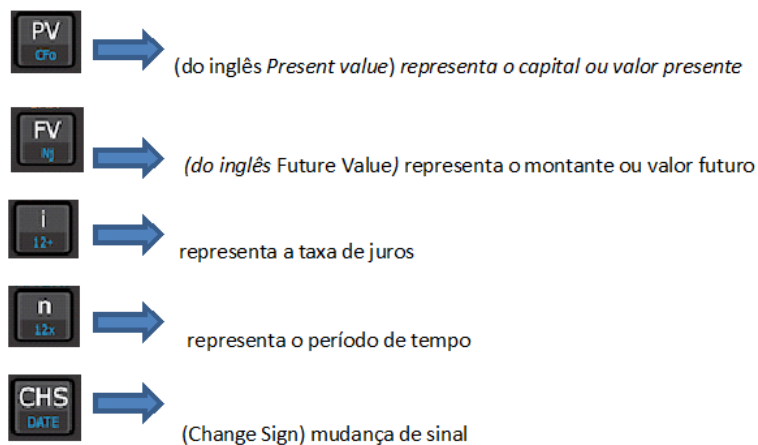 PV
CFo
(do inglês Present value) representa o capital ou valor presente
FV
Nj
(do inglês Future Value) representa o montante ou valor futuro
i
12÷
representa a taxa de juros
n
12x
representa o período de tempo
CHS
DATE
(Change Sign) mudança de sinal